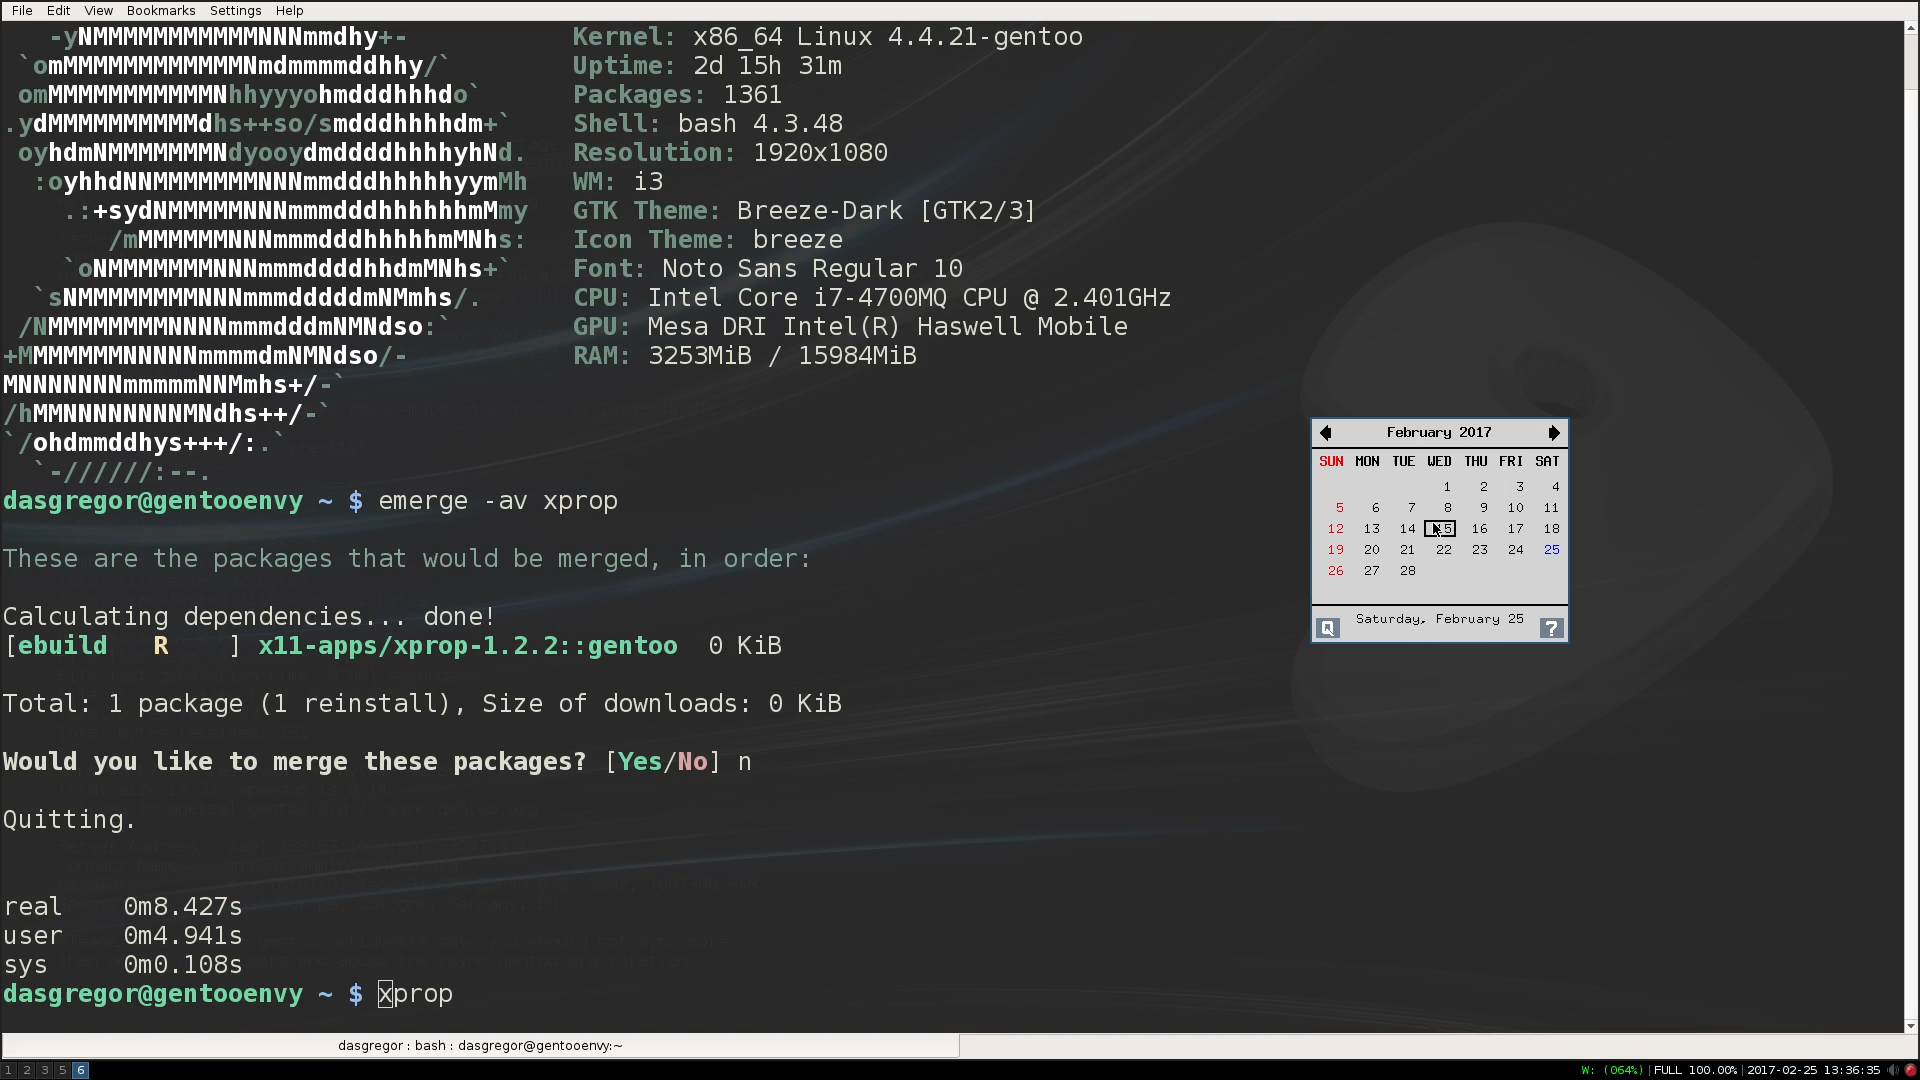 File Edit View Bookmarks Settings Help
-yNMMMMMMMMMMMNNNmmdhy+- Kernel: x86_64 Linux 4.4.21-gentoo
`omMMMMMMMMMMMMNmdmmmmddhhy/` Uptime: 2d 15h 31m
omMMMMMMMMMMMNhhyyyohmdddhhhdo` Packages: 1361
.ydMMMMMMMMMMdhs++so/smdddhhhhdm+` Shell: bash 4.3.48
oyhdmNMMMMMMMNdyooydmddddhhhhyhNd. Resolution: 1920x1080
:oyhhdNNMMMMMMMNNNmmdddhhhhhyymMh WM: i3
.:+sydNMMMMMNNNmmmdddhhhhhhmMmy GTK Theme: Breeze-Dark [GTK2/3]
/mMMMMMMNNNmmmdddhhhhhmMNhs: Icon Theme: breeze
`oNMMMMMMMNNNmmmddddhhdmMNhs+` Font: Noto Sans Regular 10
`sNMMMMMMMMNNNmmmdddddmNMmhs/. CPU: Intel Core i7-4700MQ CPU @ 2.401GHz
/NMMMMMMMMNNNNmmmdddmNMNdso:` GPU: Mesa DRI Intel(R) Haswell Mobile
+MMMMMMMNNNNNmmmmdmNMNdso/- RAM: 3253MiB / 15984MiB
MNNNNNNNmmmmmNNMmhs+/-`
/hMMNNNNNNNNMNdhs++/-`
`/ohdmmddhys+++/:.`
`-//////:--.
dasgregor@gentooenvy ~ $ emerge -av xprop
These are the packages that would be merged, in order:
Calculating dependencies... done!
[ebuild R ] x11-apps/xprop-1.2.2::gentoo 0 KiB
Total: 1 package (1 reinstall), Size of downloads: 0 KiB
Would you like to merge these packages? [Yes/No] n
Quitting.
real 0m8.427s
user 0m4.941s
sys 0m0.108s
dasgregor@gentooenvy ~ $ xprop
February 2017
SUN MON TUE WED THU FRI SAT
1 2 3 4
5 6 7 8 9 10 11
12 13 14 15 16 17 18
19 20 21 22 23 24 25
26 27 28
Q Saturday, February 25 ?
dasgregor : bash : dasgregor@gentooenvy:~
1 2 3 5 6 W: (064%) | FULL 100.00% | 2017-02-25 13:36:35